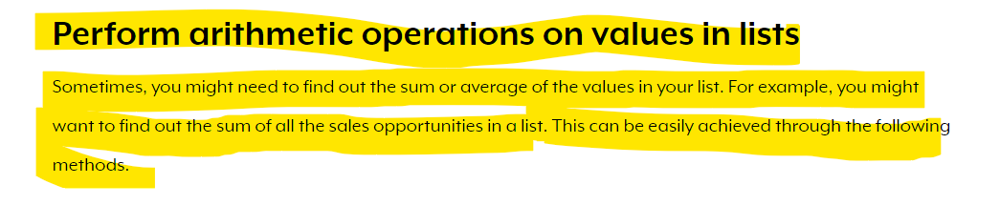 Perform arithmetic operations on values in lists
Sometimes, you might need to find out the sum or average of the values in your list. For example, you might
want to find out the sum of all the sales opportunities in a list. This can be easily achieved through the following
methods.